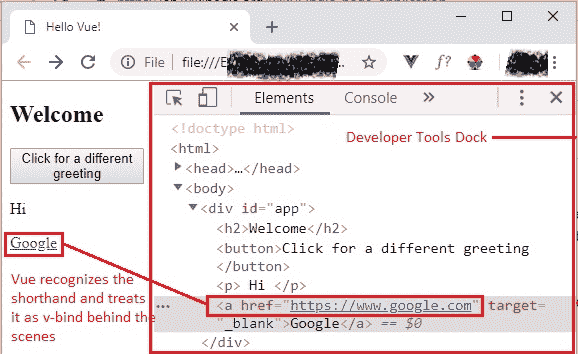 Hello Vue!
File
file:///E
f?
Welcome
Click for a different
greeting
Hi
Google
Vue recognizes the
shorthand and treats
it as v-bind behind the
scenes
Elements
Console
»
<!doctype html>
<html>
<head>…</head>
<body>
<div id="app">
<h2>Welcome</h2>
<button>Click for a different greeting
</button>
<p> Hi </p>
<a href="https://www.google.com" target=
"_blank">Google</a> == $0
</div>
Developer Tools Dock